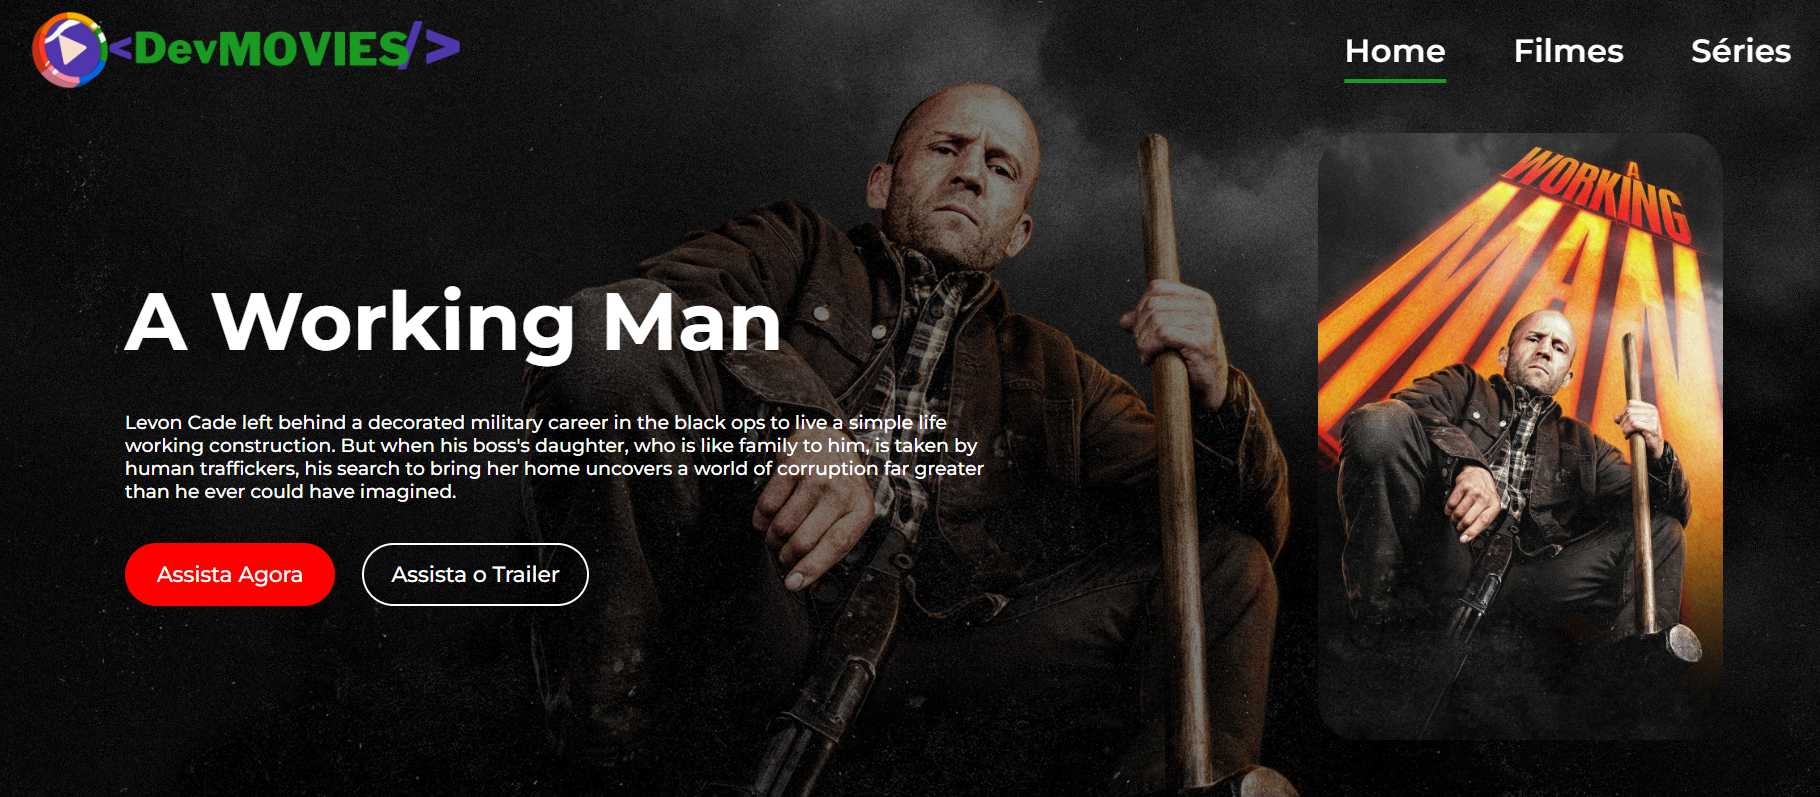 <DevMOVIES/>
Home Filmes Séries
A WORKING MAN
A Working Man
Levon Cade left behind a decorated military career in the black ops to live a simple life
working construction. But when his boss's daughter, who is like family to him, is taken by
human traffickers, his search to bring her home uncovers a world of corruption far greater
than he ever could have imagined.
Assista Agora Assista o Trailer